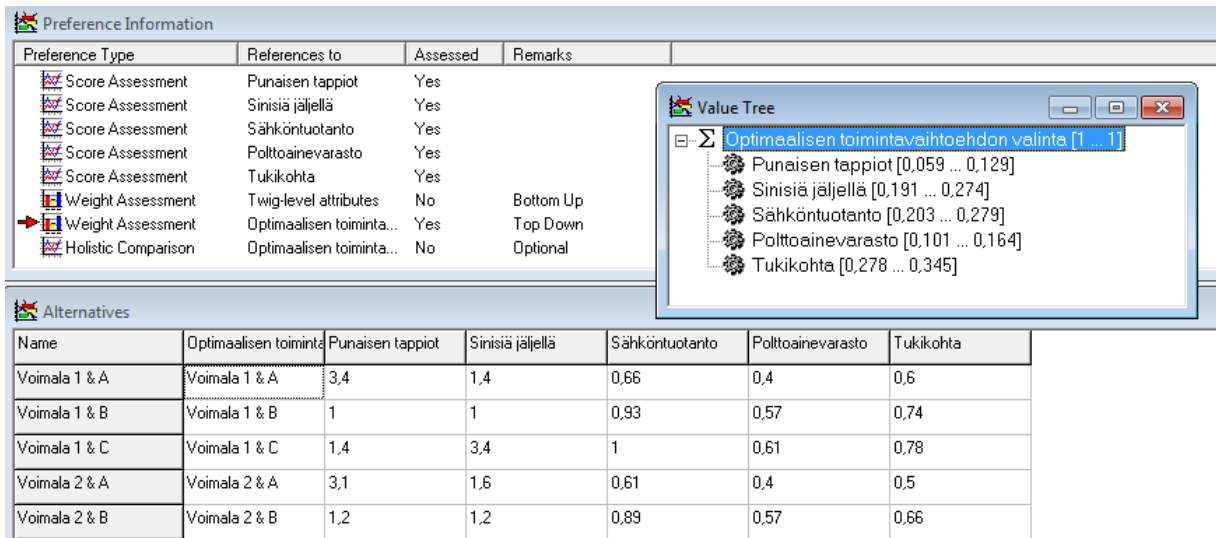 Preference Information
Preference Type References to Assessed Remarks
Score Assessment Punaisen tappiot Yes
Score Assessment Sinisiä jäljellä Yes
Score Assessment Sähköntuotanto Yes
Score Assessment Polttoainevarasto Yes
Score Assessment Tukikohta Yes
Weight Assessment Twig-level attributes No Bottom Up
Weight Assessment Optimaalisen toiminta... Yes Top Down
Holistic Comparison Optimaalisen toiminta... No Optional
Value Tree
Optimaalisen toimintavaihtoehdon valinta [1 ... 1]
Punaisen tappiot [0,059 ... 0,129]
Sinisiä jäljellä [0,191 ... 0,274]
Sähköntuotanto [0,203 ... 0,279]
Polttoainevarasto [0,101 ... 0,164]
Tukikohta [0,278 ... 0,345]
Alternatives
Name Optimaalisen toiminta Punaisen tappiot Sinisiä jäljellä Sähköntuotanto Polttoainevarasto Tukikohta
Voimala 1 & A Voimala 1 & A 3,4 1,4 0,66 0,4 0,6
Voimala 1 & B Voimala 1 & B 1 1 0,93 0,57 0,74
Voimala 1 & C Voimala 1 & C 1,4 3,4 1 0,61 0,78
Voimala 2 & A Voimala 2 & A 3,1 1,6 0,61 0,4 0,5
Voimala 2 & B Voimala 2 & B 1,2 1,2 0,89 0,57 0,66